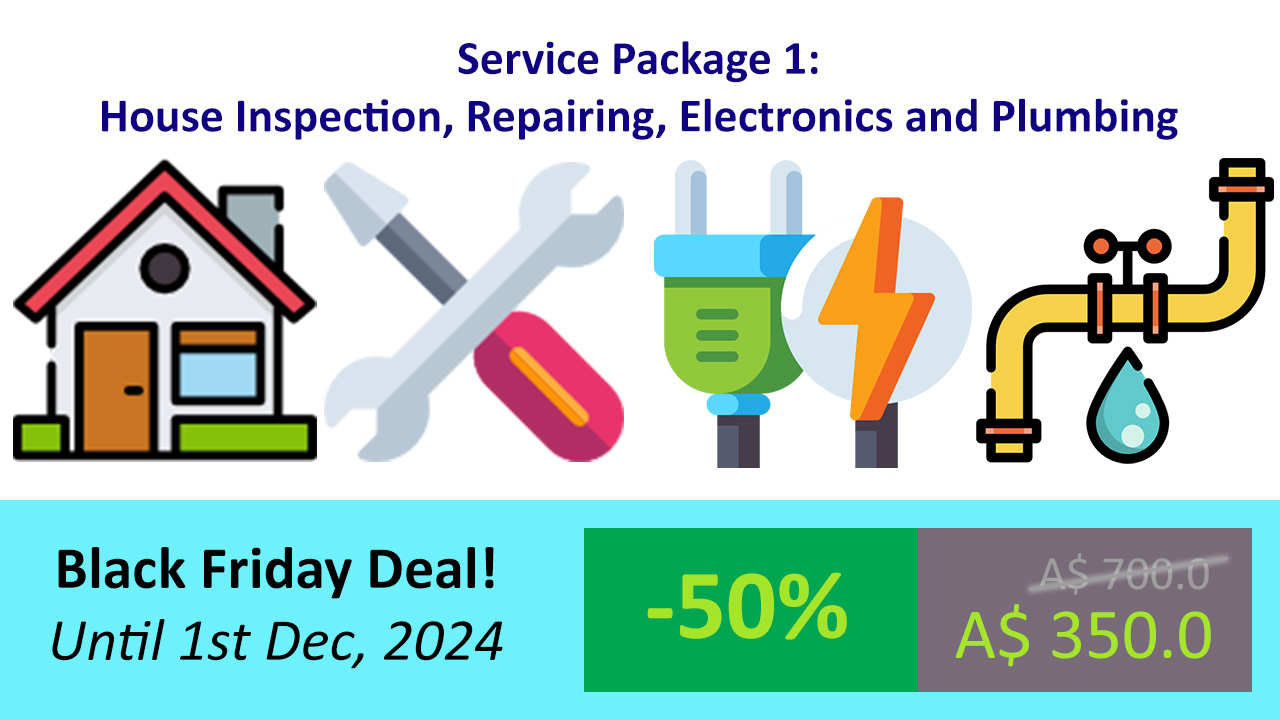 Service Package 1:
House Inspection, Repairing, Electronics and Plumbing
Black Friday Deal!
Until 1st Dec, 2024
-50%
A$ 700.0
A$ 350.0